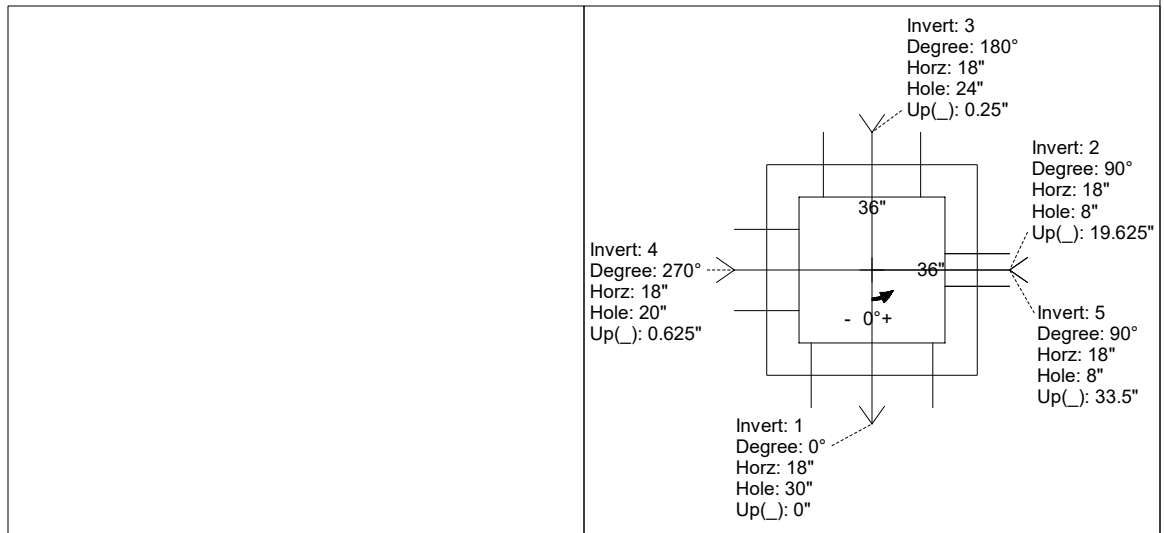 Invert: 3
Degree: 180°
Horz: 18"
Hole: 24"
Up(_): 0.25"
Invert: 2
Degree: 90°
Horz: 18"
Hole: 8"
Up(_): 19.625"
36"
36"
Invert: 4
Degree: 270°
Horz: 18"
Hole: 20"
Up(_): 0.625"
- 0°+
Invert: 5
Degree: 90°
Horz: 18"
Hole: 8"
Up(_): 33.5"
Invert: 1
Degree: 0°
Horz: 18"
Hole: 30"
Up(_): 0"